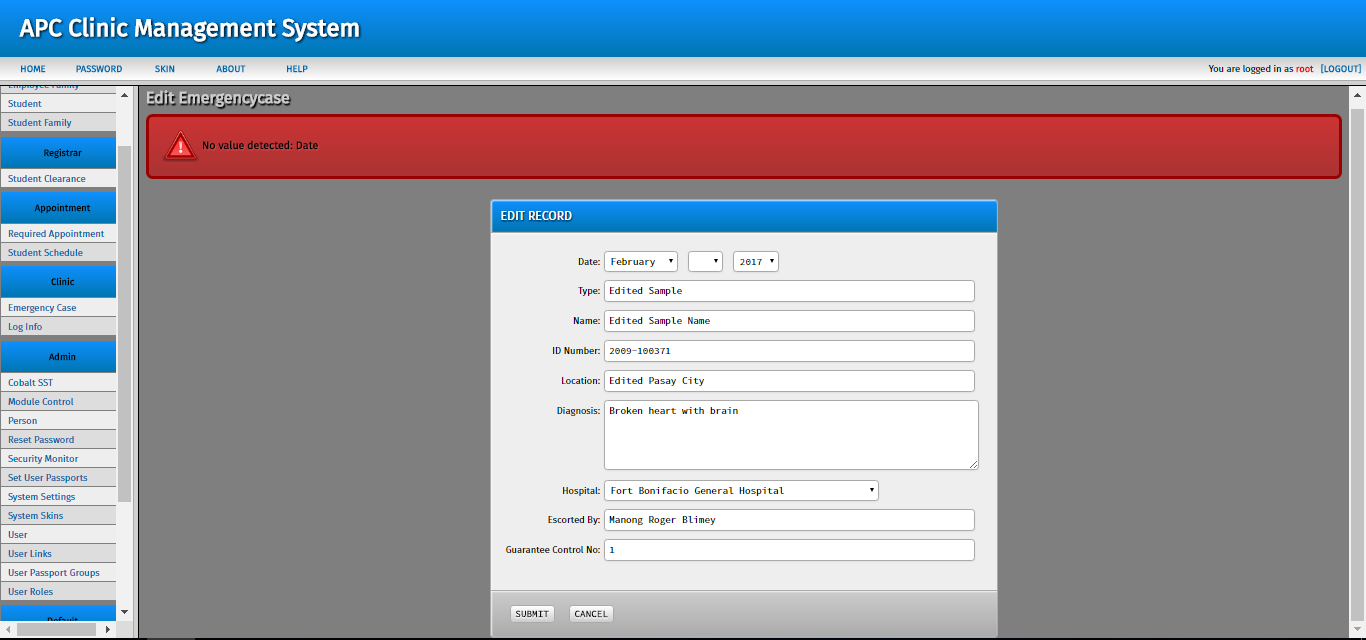 APC Clinic Management System
HOME PASSWORD SKIN ABOUT HELP You are logged in as root [LOGOUT]
Employee Family
Student
Student Family
Registrar
Student Clearance
Appointment
Required Appointment
Student Schedule
Clinic
Emergency Case
Log Info
Admin
Cobalt SST
Module Control
Person
Reset Password
Security Monitor
Set User Passports
System Settings
System Skins
User
User Links
User Passport Groups
User Roles
Default
Edit Emergencycase
No value detected: Date
EDIT RECORD
Date: February 2017
Type: Edited Sample
Name: Edited Sample Name
ID Number: 2009-100371
Location: Edited Pasay City
Diagnosis: Broken heart with brain
Hospital: Fort Bonifacio General Hospital
Escorted By: Manong Roger Blimey
Guarantee Control No: 1
SUBMIT CANCEL